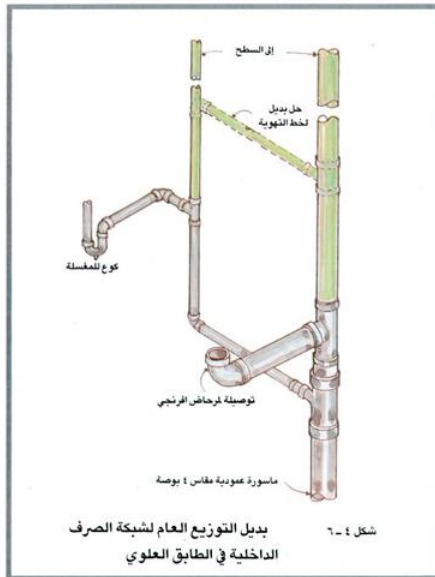 إلى السطح
حل بديل
لخط التهوية
كوع للمغسلة
توصيلة لمرحاض افرنجي
ماسورة عمودية مقاس ٤ بوصة
شكل ٤ - ٦
بديل التوزيع العام لشبكة الصرف
الداخلية في الطابق العلوي